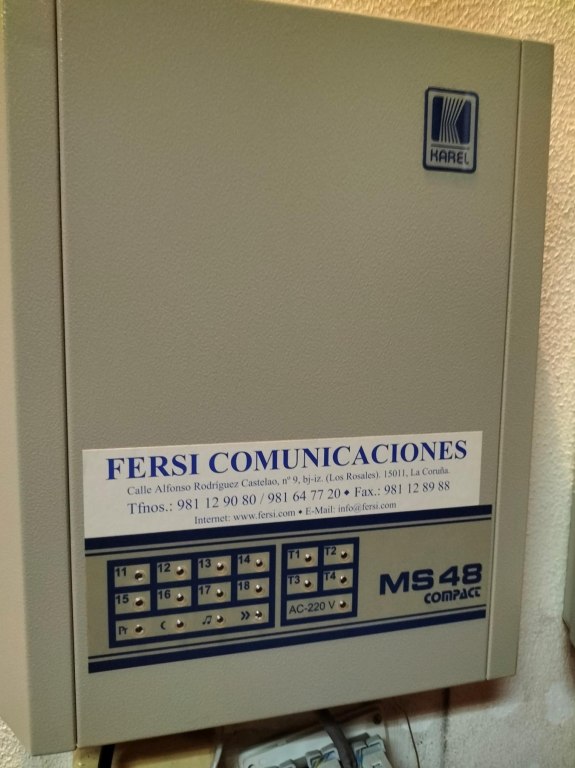 KAREL
FERSI COMUNICACIONES
Calle Alfonso Rodríguez Castelao, nº 9, bj-iz. (Los Rosales). 15011, La Coruña.
Tfnos.: 981 12 90 80 / 981 64 77 20 ◆ Fax.: 981 12 89 88
Internet: www.fersi.com ◆ E-Mail: info@fersi.com
11 12 13 14 T1 T2
15 16 17 18 T3 T4
Pr AC-220 V
MS48
COMPACT